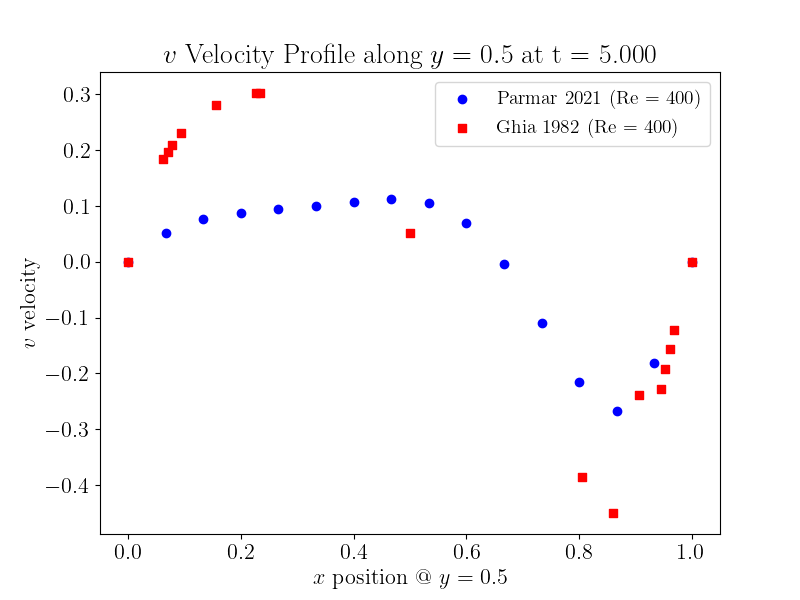 v Velocity Profile along y = 0.5 at t = 5.000
Parmar 2021 (Re = 400)
Ghia 1982 (Re = 400)
0.3
0.2
0.1
0.0
−0.1
−0.2
−0.3
−0.4
v velocity
0.0 0.2 0.4 0.6 0.8 1.0
x position @ y = 0.5